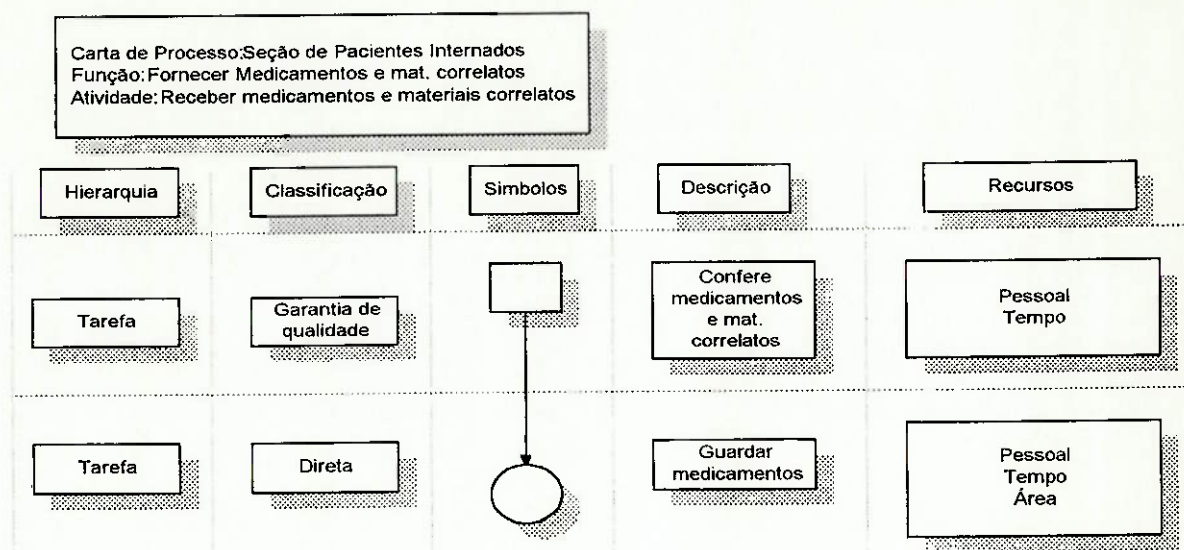 Carta de Processo:Seção de Pacientes Internados
Função: Fornecer Medicamentos e mat. correlatos
Atividade: Receber medicamentos e materiais correlatos
Hierarquia
Classificação
Simbolos
Descrição
Recursos
Tarefa
Garantia de
qualidade
Confere
medicamentos
e mat.
correlatos
Pessoal
Tempo
Tarefa
Direta
Guardar
medicamentos
Pessoal
Tempo
Área